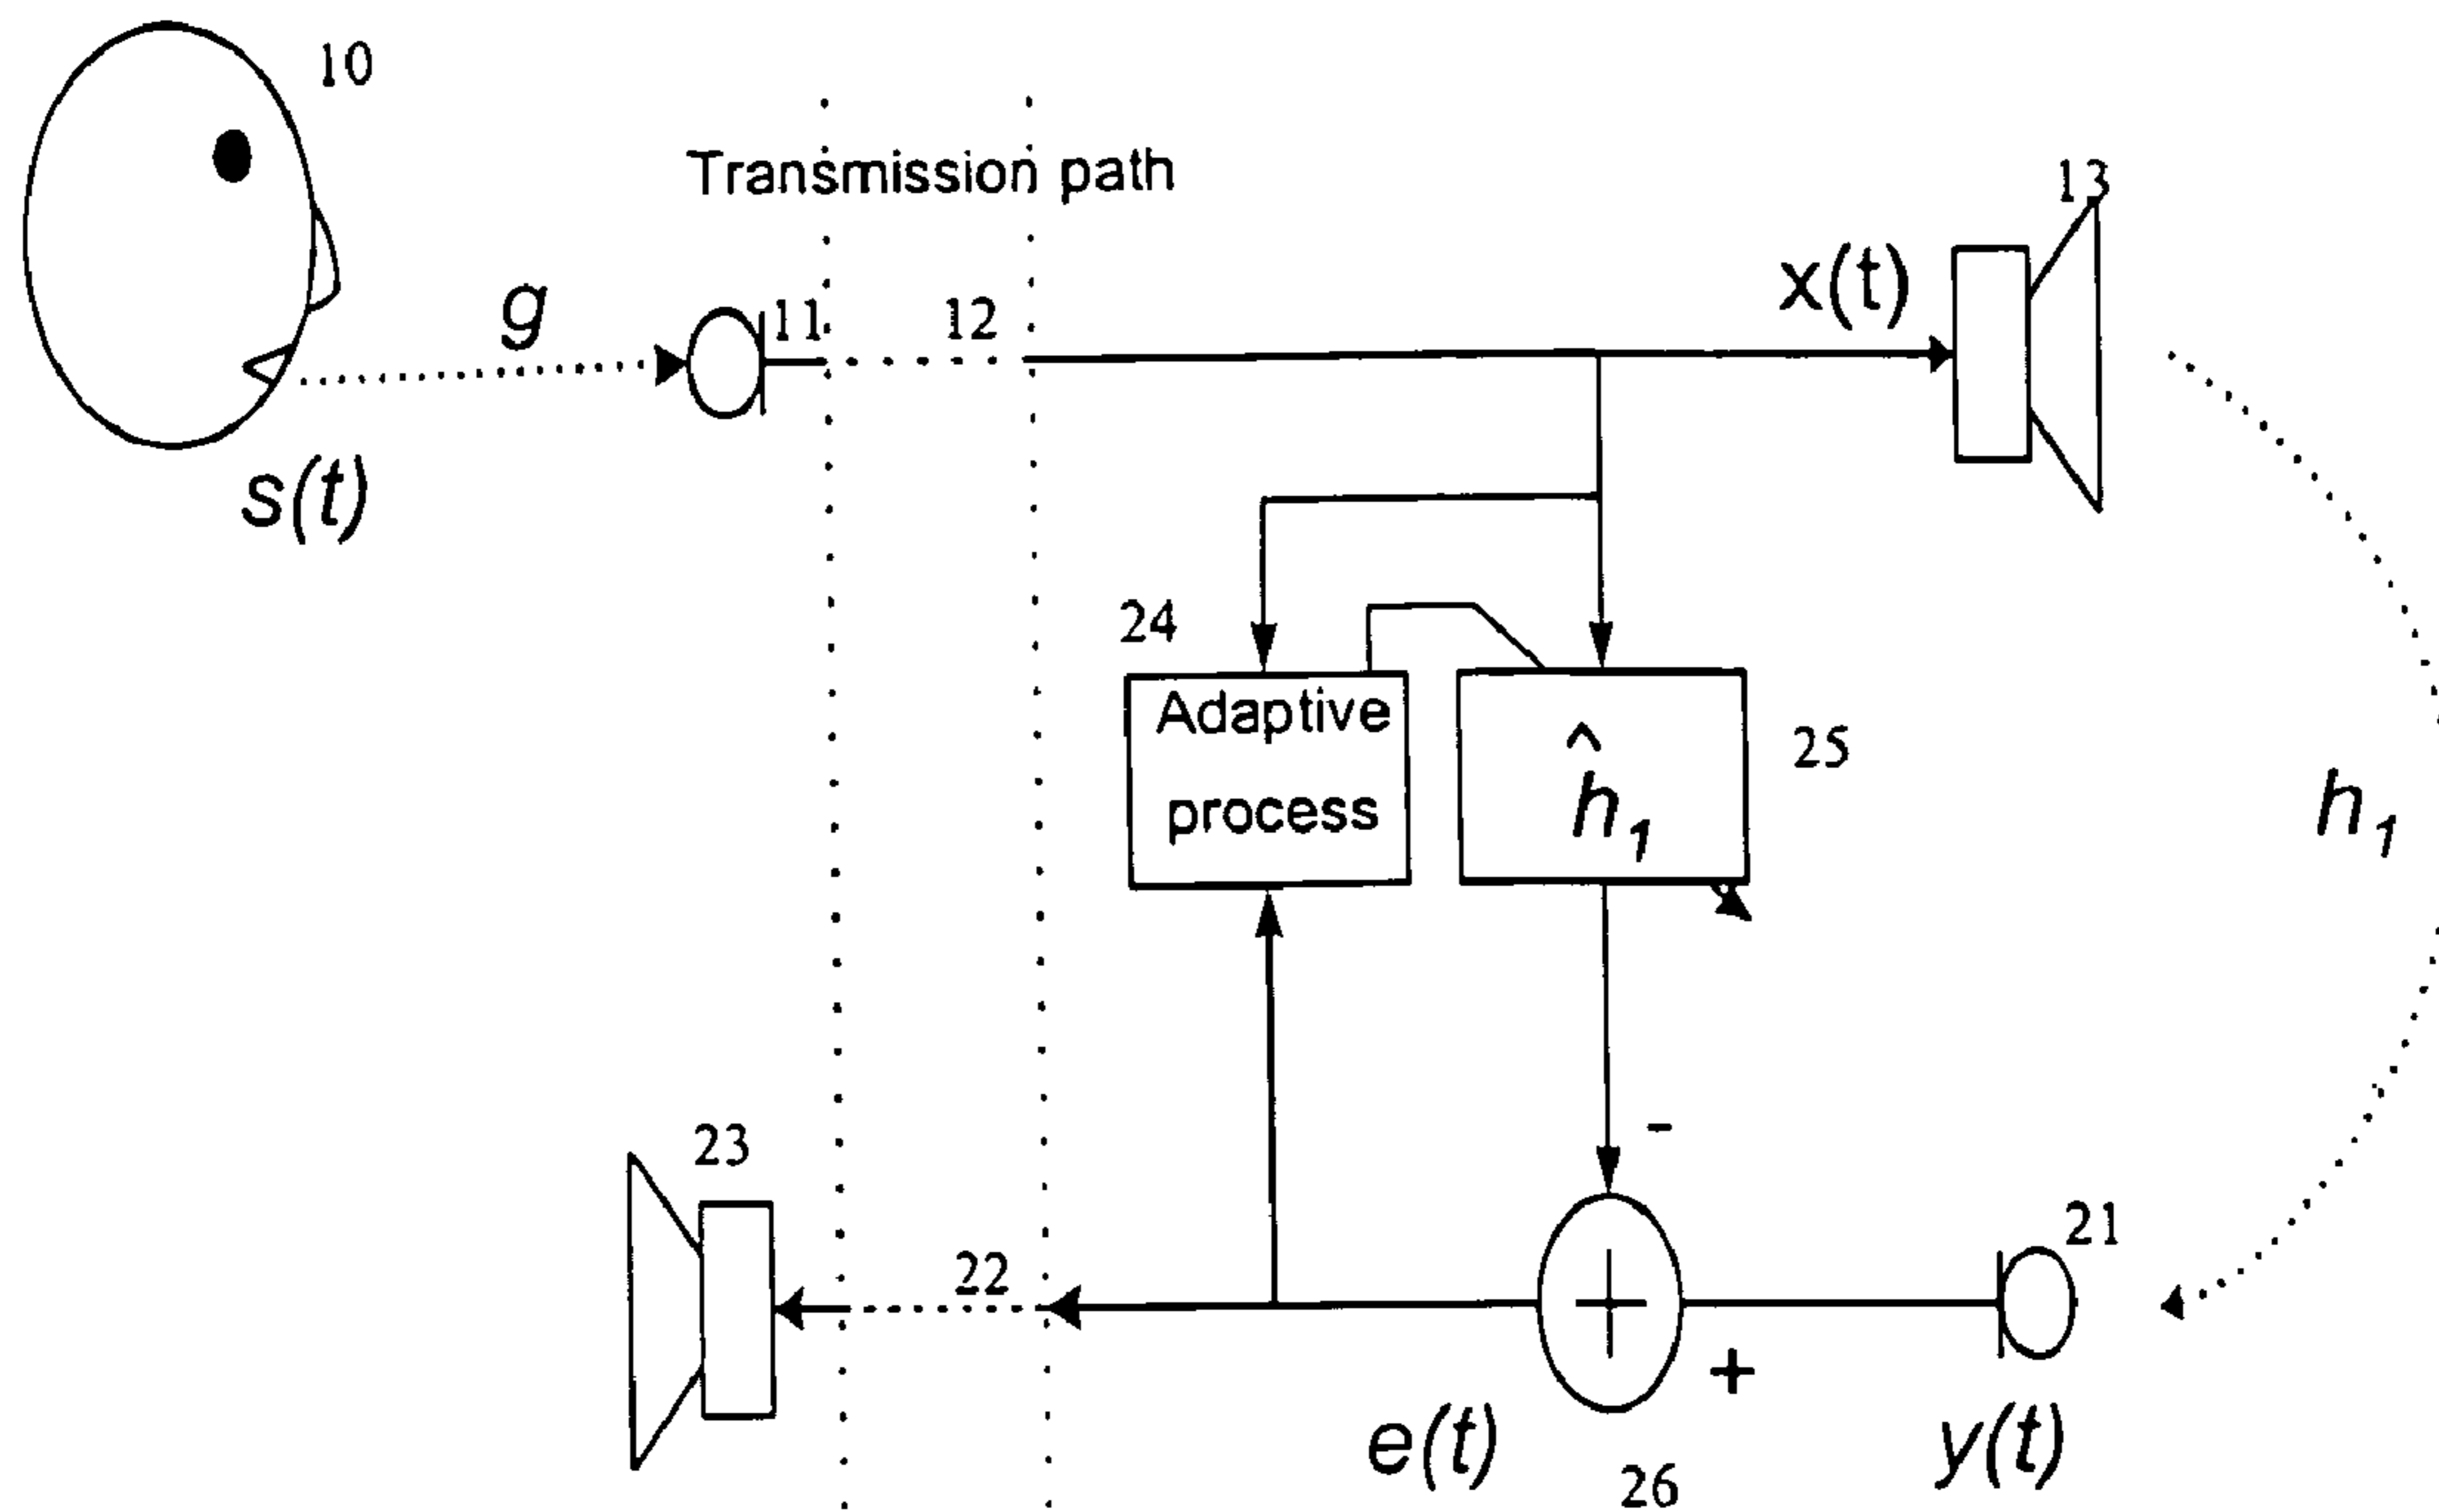 10
Transmission path
13
g
11
12
x(t)
s(t)
24
Adaptive
process
ĥ₁
25
h₁
23
22
21
-
+
e(t)
y(t)
26